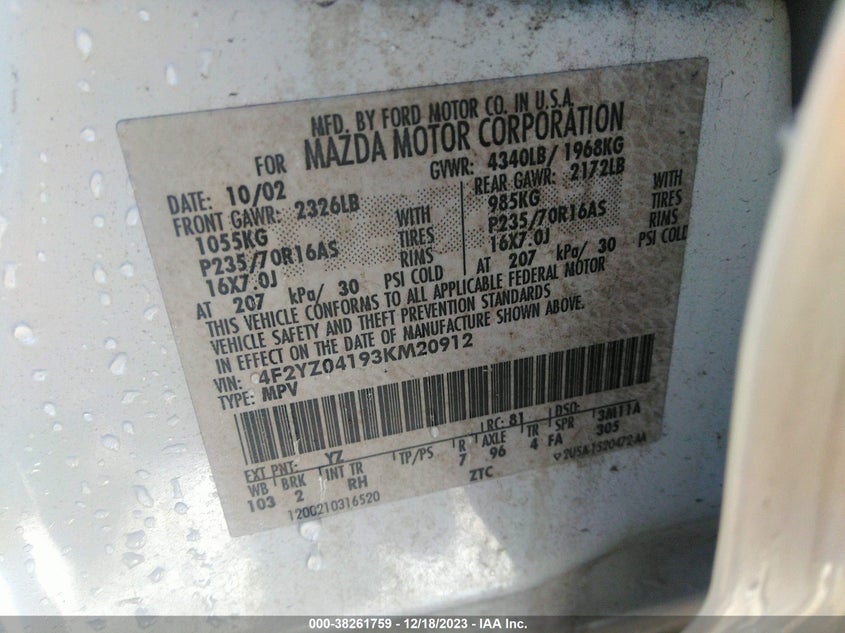 MFD. BY FORD MOTOR CO. IN U.S.A.
FOR MAZDA MOTOR CORPORATION
DATE: 10/02 GVWR: 4340LB/ 1968KG
FRONT GAWR: 2326LB REAR GAWR: 2172LB
1055KG WITH 985KG WITH
P235/70R16AS TIRES P235/70R16AS TIRES
16X7.0J RIMS 16X7.0J RIMS
AT 207 kPa/ 30 PSI COLD AT 207 kPa/ 30 PSI COLD
THIS VEHICLE CONFORMS TO ALL APPLICABLE FEDERAL MOTOR
VEHICLE SAFETY AND THEFT PREVENTION STANDARDS
IN EFFECT ON THE DATE OF MANUFACTURE SHOWN ABOVE.
VIN: 4F2YZ04193KM20912
TYPE: MPV
EXT PNT: YZ RC: 81 DSO:
WB BRK INT TR TP/PS R AXLE TR SPR 3M11A
103 2 RH 7 96 4 FA 305
1200210316520 ZTC
000-38261759 - 12/18/2023 - IAA Inc.